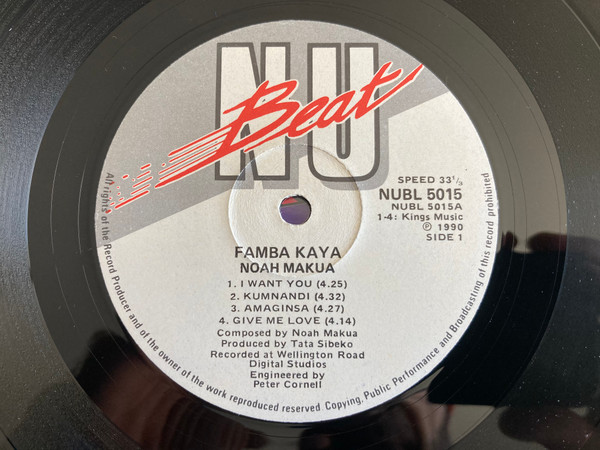 NU
Beat
SPEED 33⅓
NUBL 5015
NUBL 5015A
1-4: Kings Music
℗ 1990
SIDE 1
FAMBA KAYA
NOAH MAKUA
1. I WANT YOU (4.25)
2. KUMNANDI (4.32)
3. AMAGINSA (4.27)
4. GIVE ME LOVE (4.14)
Composed by Noah Makua
Produced by Tata Sibeko
Recorded at Wellington Road
Digital Studios
Engineered by
Peter Cornell
All rights of the Record Producer and of the owner of the work reproduced reserved. Copying, Public Performance and Broadcasting of this record prohibited